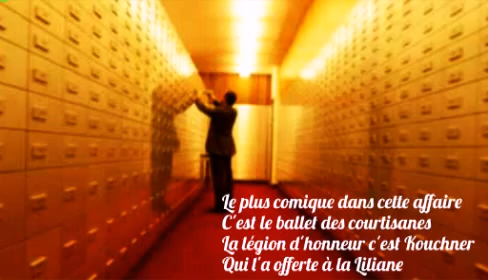 Le plus comique dans cette affaire
C'est le ballet des courtisanes
La légion d'honneur c'est Kouchner
Qui l'a offerte à la Liliane